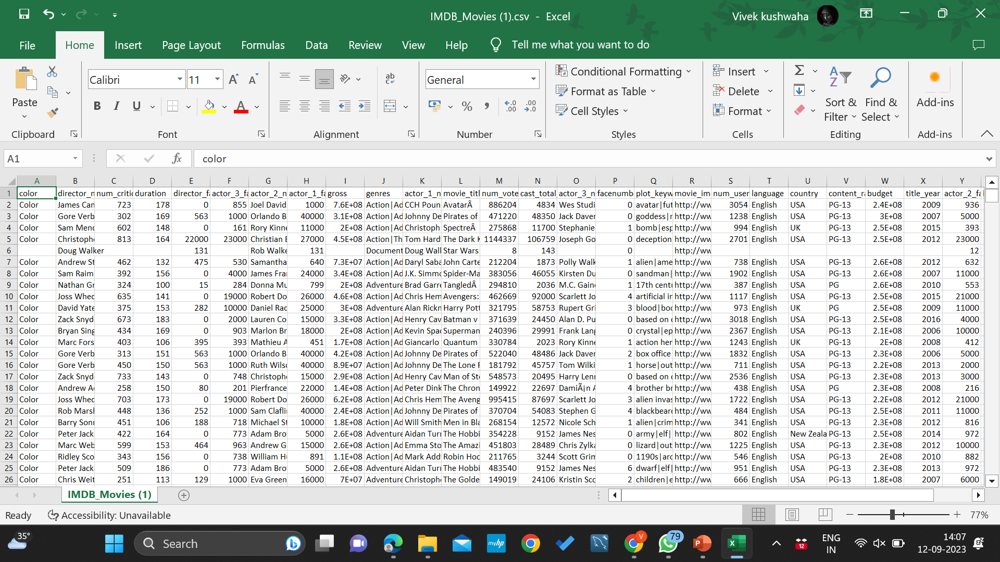 IMDB_Movies (1).csv - Excel
Vivek kushwaha
File Home Insert Page Layout Formulas Data Review View Help Tell me what you want to do
Calibri 11 General
Conditional Formatting
Format as Table
Cell Styles
Insert
Delete
Format
Paste
Sort & Filter
Find & Select
Add-ins
Clipboard Font Alignment Number Styles Cells Editing Add-ins
A1 fx color
A B C D E F G H I J K L M N O P Q R S T U V W X Y
1 color director_n num_critic duration director_fa actor_3_fa actor_2_n actor_1_fa gross genres actor_1_n movie_titl num_vote cast_total_ actor_3_n facenumb plot_keyw movie_im num_user language country content_ra budget title_year actor_2_fa
2 Color James Can 723 178 0 855 Joel David 1000 7.6E+08 Action|Ad CCH Poun AvatarÂ 886204 4834 Wes Studi 0 avatar|fut http://ww 3054 English USA PG-13 2.4E+08 2009 936
3 Color Gore Verb 302 169 563 1000 Orlando B 40000 3.1E+08 Action|Ad Johnny De Pirates of 471220 48350 Jack Daver 0 goddess|r http://ww 1238 English USA PG-13 3E+08 2007 5000
4 Color Sam Mend 602 148 0 161 Rory Kinne 11000 2E+08 Action|Ad Christoph SpectreÂ 275868 11700 Stephanie 1 bomb|esp http://ww 994 English UK PG-13 2.5E+08 2015 393
5 Color Christophe 813 164 22000 23000 Christian B 27000 4.5E+08 Action|Th Tom Hard The Dark K 1144337 106759 Joseph Go 0 deception http://ww 2701 English USA PG-13 2.5E+08 2012 23000
6 Doug Walker 131 Rob Walke 131 Document Doug Wall Star Wars: 8 143 0 http://ww 12
7 Color Andrew St 462 132 475 530 Samantha 640 7.3E+07 Action|Ad Daryl Saba John Carte 212204 1873 Polly Walk 1 alien|ame http://ww 738 English USA PG-13 2.6E+08 2012 632
8 Color Sam Raim 392 156 0 4000 James Fra 24000 3.4E+08 Action|Ad J.K. Simmo Spider-Ma 383056 46055 Kirsten Du 0 sandman| http://ww 1902 English USA PG-13 2.6E+08 2007 11000
9 Color Nathan Gr 324 100 15 284 Donna Mu 799 2E+08 Adventure Brad Garre TangledÂ 294810 2036 M.C. Gaine 1 17th centu http://ww 387 English USA PG 2.6E+08 2010 553
10 Color Joss Whed 635 141 0 19000 Robert Do 26000 4.6E+08 Action|Ad Chris Hem Avengers: 462669 92000 Scarlett Jo 4 artificial in http://ww 1117 English USA PG-13 2.5E+08 2015 21000
11 Color David Yate 375 153 282 10000 Daniel Rad 25000 3E+08 Adventure Alan Rickn Harry Pott 321795 58753 Rupert Gri 3 blood|boo http://ww 973 English UK PG 2.5E+08 2009 11000
12 Color Zack Snyd 673 183 0 2000 Lauren Co 15000 3.3E+08 Action|Ad Henry Cav Batman v 371639 24450 Alan D. Pu 0 based on c http://ww 3018 English USA PG-13 2.5E+08 2016 4000
13 Color Bryan Sing 434 169 0 903 Marlon Br 18000 2E+08 Action|Ad Kevin Spac Superman 240396 29991 Frank Lang 0 crystal|ep http://ww 2367 English USA PG-13 2.1E+08 2006 10000
14 Color Marc Fors 403 106 395 393 Mathieu A 451 1.7E+08 Action|Ad Giancarlo Quantum 330784 2023 Rory Kinne 1 action her http://ww 1243 English UK PG-13 2E+08 2008 412
15 Color Gore Verb 313 151 563 1000 Orlando B 40000 4.2E+08 Action|Ad Johnny De Pirates of 522040 48486 Jack Daver 2 box office http://ww 1832 English USA PG-13 2.3E+08 2006 5000
16 Color Gore Verb 450 150 563 1000 Ruth Wilso 40000 8.9E+07 Action|Ad Johnny De The Lone R 181792 45757 Tom Wilki 1 horse|out http://ww 711 English USA PG-13 2.2E+08 2013 2000
17 Color Zack Snyd 733 143 0 748 Christophe 15000 2.9E+08 Action|Ad Henry Cav Man of Ste 548573 20495 Harry Lenn 0 based on c http://ww 2536 English USA PG-13 2.3E+08 2013 3000
18 Color Andrew Ad 258 150 80 201 Pierfrance 22000 1.4E+08 Action|Ad Peter Dink The Chron 149922 22697 DamiÃ¡n A 4 brother br http://ww 438 English USA PG 2.3E+08 2008 216
19 Color Joss Whed 703 173 0 19000 Robert Do 26000 6.2E+08 Action|Ad Chris Hem The Aveng 995415 87697 Scarlett Jo 3 alien invas http://ww 1722 English USA PG-13 2.2E+08 2012 21000
20 Color Rob Marsh 448 136 252 1000 Sam Clafli 40000 2.4E+08 Action|Ad Johnny De Pirates of 370704 54083 Stephen G 4 blackbeard http://ww 484 English USA PG-13 2.5E+08 2011 11000
21 Color Barry Sonn 451 106 188 718 Michael St 10000 1.8E+08 Action|Ad Will Smith Men in Bla 268154 12572 Nicole Sch 1 alien|crim http://ww 341 English USA PG-13 2.3E+08 2012 816
22 Color Peter Jack 422 164 0 773 Adam Bro 5000 2.6E+08 Adventure Aidan Turn The Hobbi 354228 9152 James Nes 0 army|elf| http://ww 802 English New Zeala PG-13 2.5E+08 2014 972
23 Color Marc Web 599 153 464 963 Andrew G 15000 2.6E+08 Action|Ad Emma Sto The Amazi 451803 28489 Chris Zylka 0 lizard|out http://ww 1225 English USA PG-13 2.3E+08 2012 10000
24 Color Ridley Sco 343 156 0 738 William Hu 891 1.1E+08 Action|Ad Mark Add Robin Hoo 211765 3244 Scott Grim 0 1190s|arc http://ww 546 English USA PG-13 2E+08 2010 882
25 Color Peter Jack 509 186 0 773 Adam Bro 5000 2.6E+08 Adventure Aidan Turn The Hobbi 483540 9152 James Nes 6 dwarf|elf| http://ww 951 English USA PG-13 2.3E+08 2013 972
26 Color Chris Weit 251 113 129 1000 Eva Green 16000 7E+07 Adventure Christophe The Golde 149019 24106 Kristin Sco 2 children|e http://ww 666 English USA PG-13 1.8E+08 2007 6000
IMDB_Movies (1)
Ready Accessibility: Unavailable 77%
35° Search myhp V 79 12 ENG IN 14:07 12-09-2023